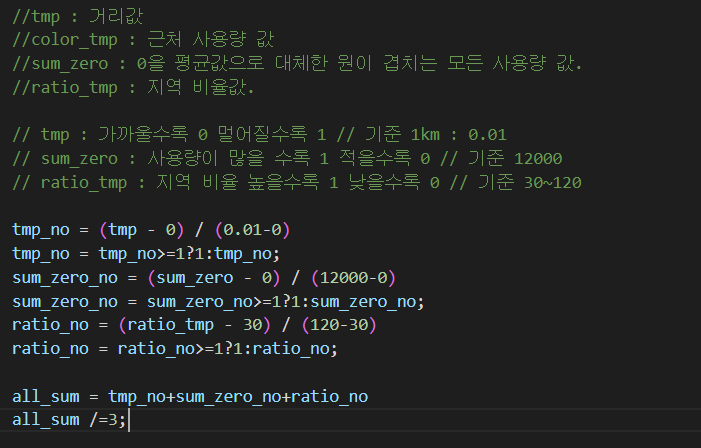 //tmp : 거리값
//color_tmp : 근처 사용량 값
//sum_zero : 0을 평균값으로 대체한 원이 겹치는 모든 사용량 값.
//ratio_tmp : 지역 비율값.
// tmp : 가까울수록 0 멀어질수록 1 // 기준 1km : 0.01
// sum_zero : 사용량이 많을 수록 1 적을수록 0 // 기준 12000
// ratio_tmp : 지역 비율 높을수록 1 낮을수록 0 // 기준 30~120
tmp_no = (tmp - 0) / (0.01-0)
tmp_no = tmp_no>=1?1:tmp_no;
sum_zero_no = (sum_zero - 0) / (12000-0)
sum_zero_no = sum_zero_no>=1?1:sum_zero_no;
ratio_no = (ratio_tmp - 30) / (120-30)
ratio_no = ratio_no>=1?1:ratio_no;
all_sum = tmp_no+sum_zero_no+ratio_no
all_sum /=3;